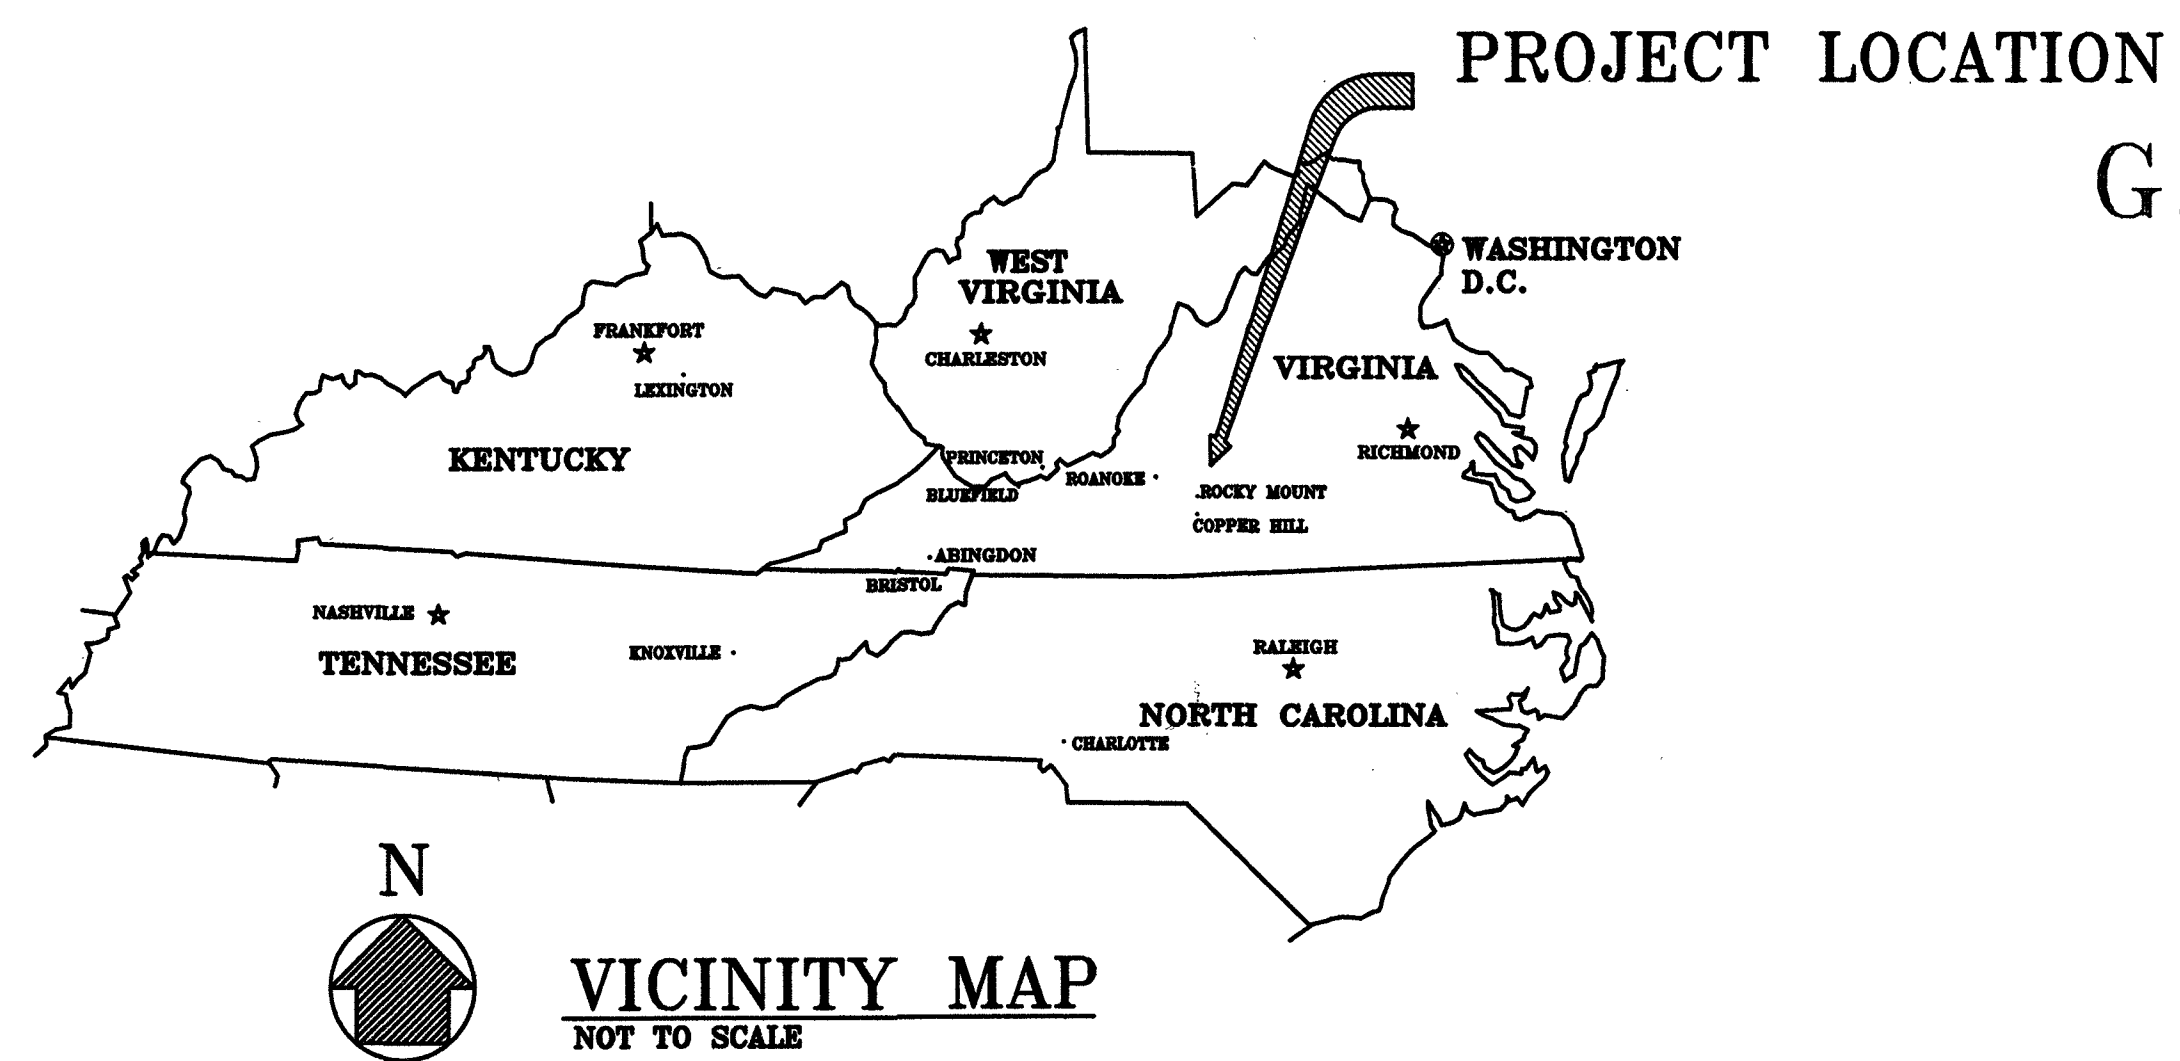 PROJECT LOCATION
G
WASHINGTON
D.C.
WEST
VIRGINIA
CHARLESTON
FRANKFORT
LEXINGTON
VIRGINIA
RICHMOND
KENTUCKY
PRINCETON
ROANOKE
BLUEFIELD
ROCKY MOUNT
COPPER HILL
ABINGDON
BRISTOL
NASHVILLE
TENNESSEE
KNOXVILLE
RALEIGH
NORTH CAROLINA
CHARLOTTE
N
VICINITY MAP
NOT TO SCALE